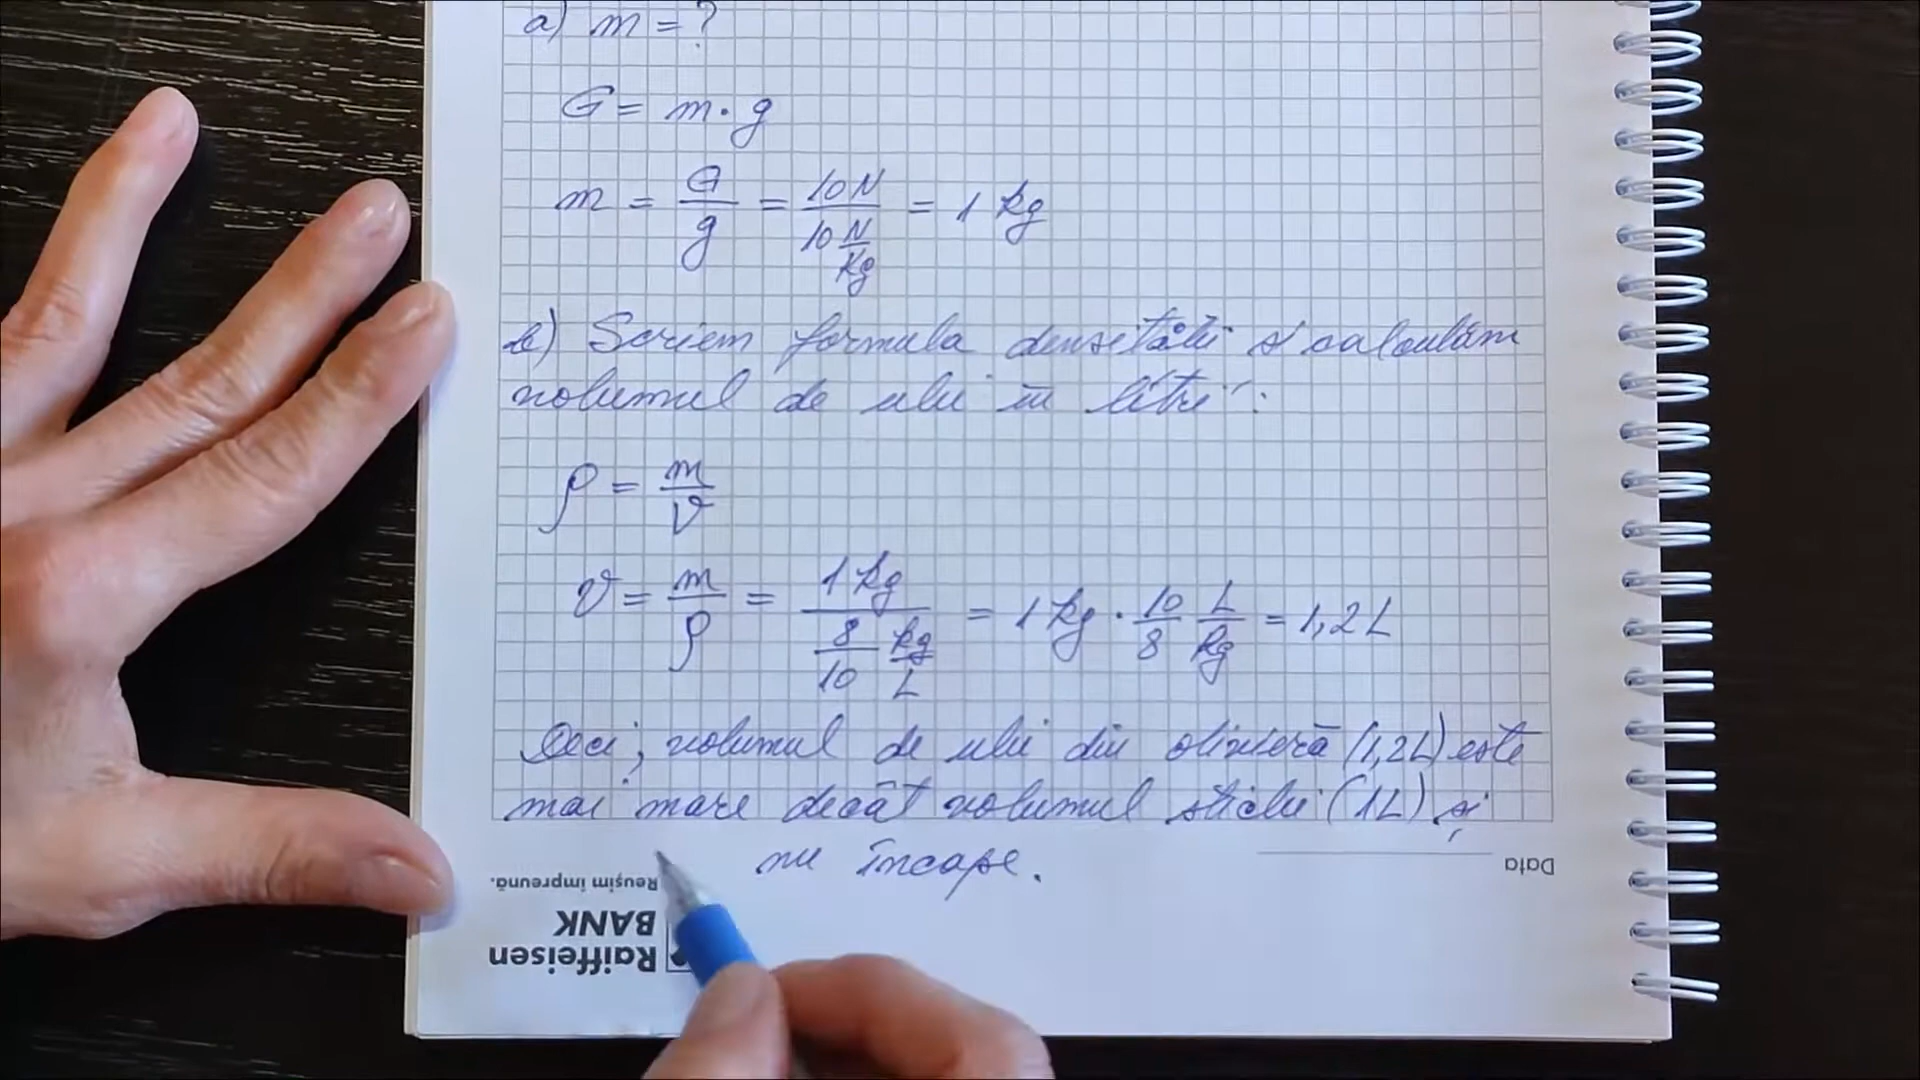 a) m = ?
G = m · g
m = G/g = 10N/10 N/kg = 1 kg
b) Scriem formula densității și calculăm
volumul de ulei în litri:
ρ = m/V
V = m/ρ = 1 kg / 8/10 kg/L = 1 kg · 10/8 L/kg = 1,2 L
Deci, volumul de ulei din olivieră (1,2L) este
mai mare decât volumul sticlei (1L) și
nu încape.
Data
Reușim împreună.
Raiffeisen
BANK